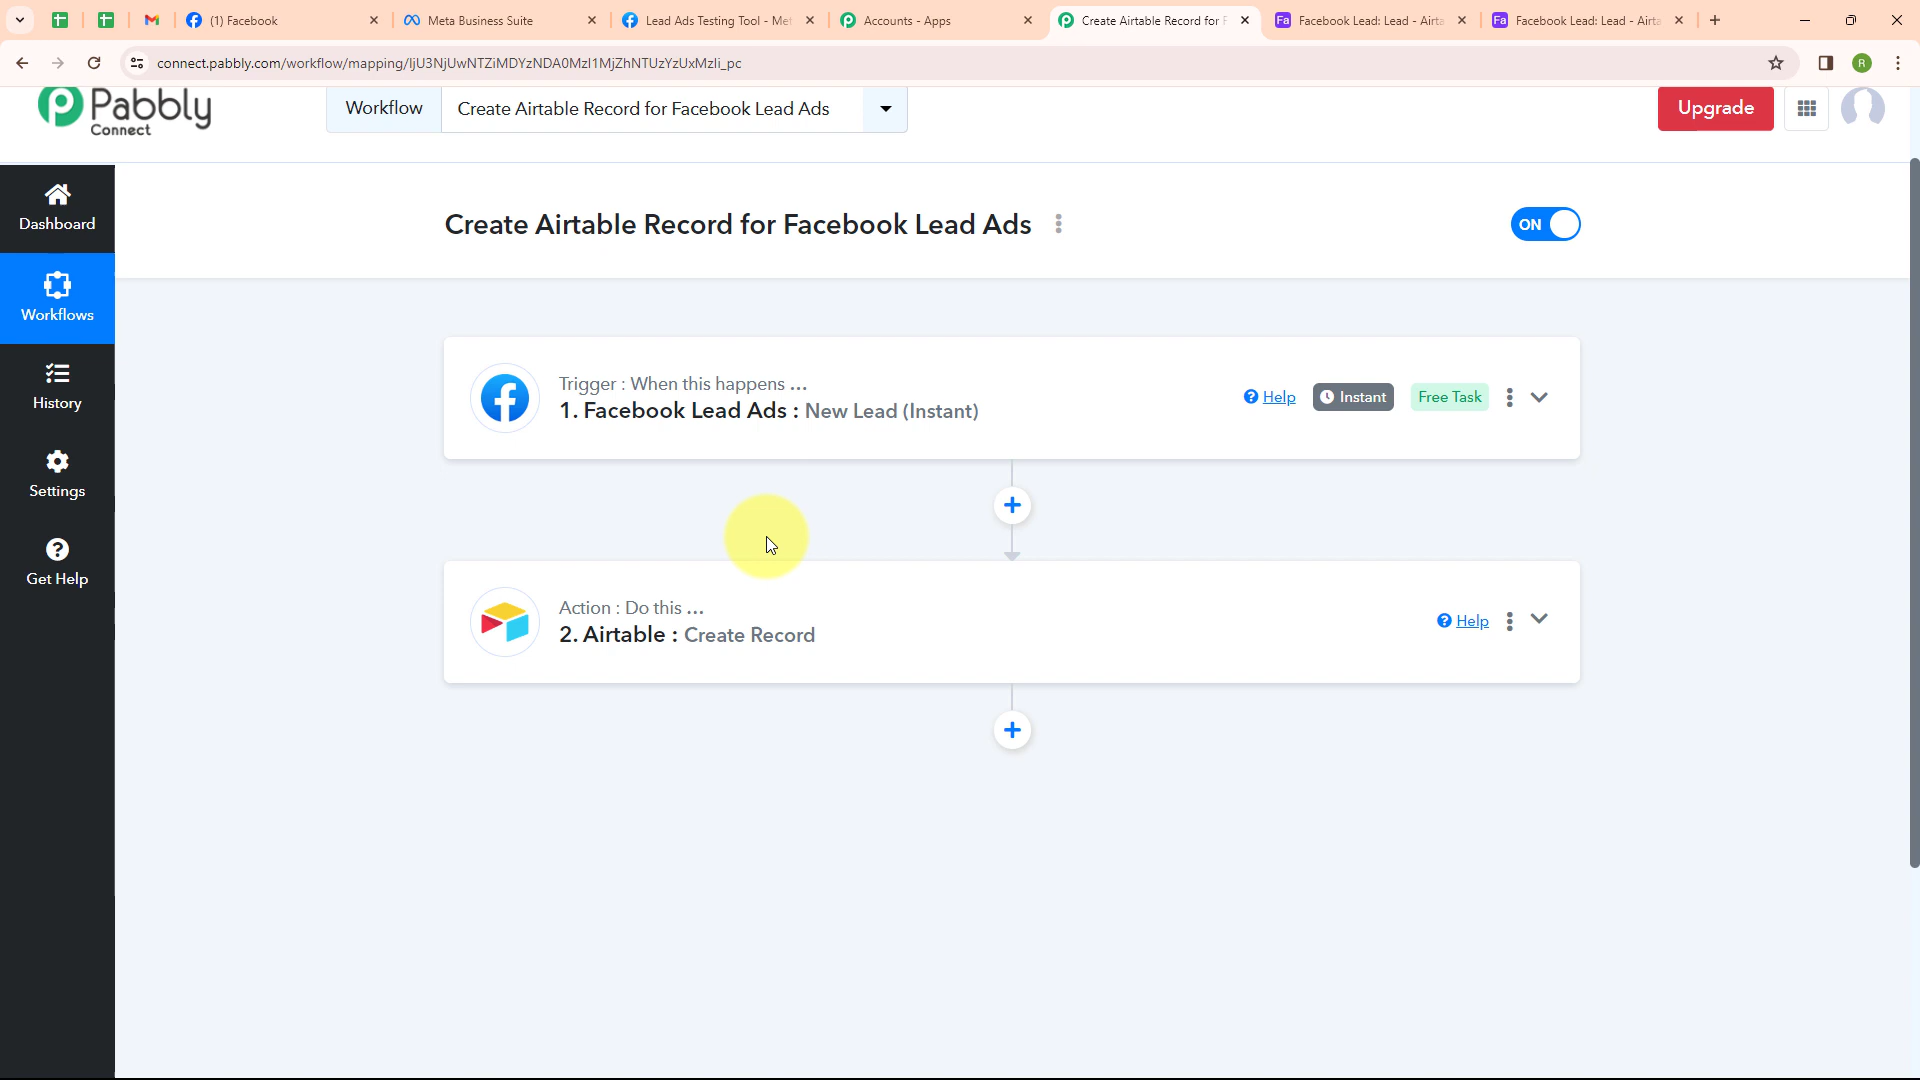 (1) Facebook
Meta Business Suite
Lead Ads Testing Tool - Met
Accounts - Apps
Create Airtable Record for F
Facebook Lead: Lead - Airta
Facebook Lead: Lead - Airta
connect.pabbly.com/workflow/mapping/IjU3NjUwNTZiMDYzNDA0MzI1MjZhNTUzYzUxMzIi_pc
R
Pabbly
Connect
Workflow
Create Airtable Record for Facebook Lead Ads
Upgrade
Dashboard
Workflows
History
Settings
Get Help
Create Airtable Record for Facebook Lead Ads
ON
Trigger : When this happens ...
1. Facebook Lead Ads : New Lead (Instant)
Help
Instant
Free Task
Action : Do this ...
2. Airtable : Create Record
Help